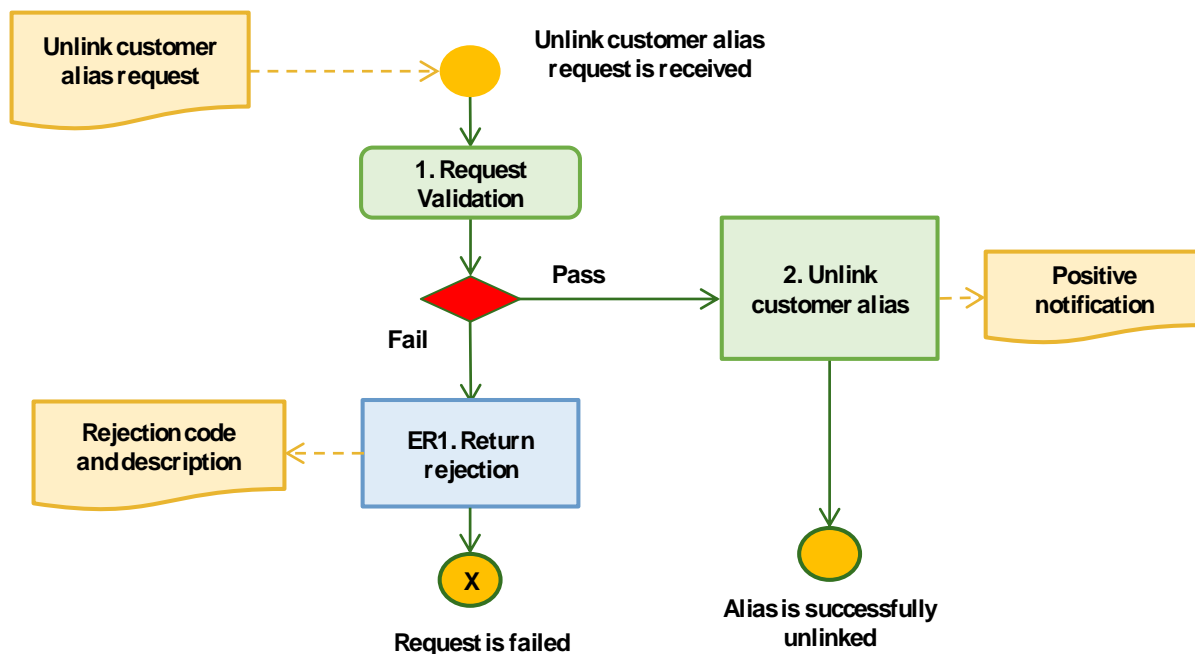 Unlink customer
alias request
Unlink customer alias
request is received
1. Request
Validation
Pass
2. Unlink
customer alias
Positive
notification
Fail
Rejection code
and description
ER1. Return
rejection
X
Request is failed
Alias is successfully
unlinked